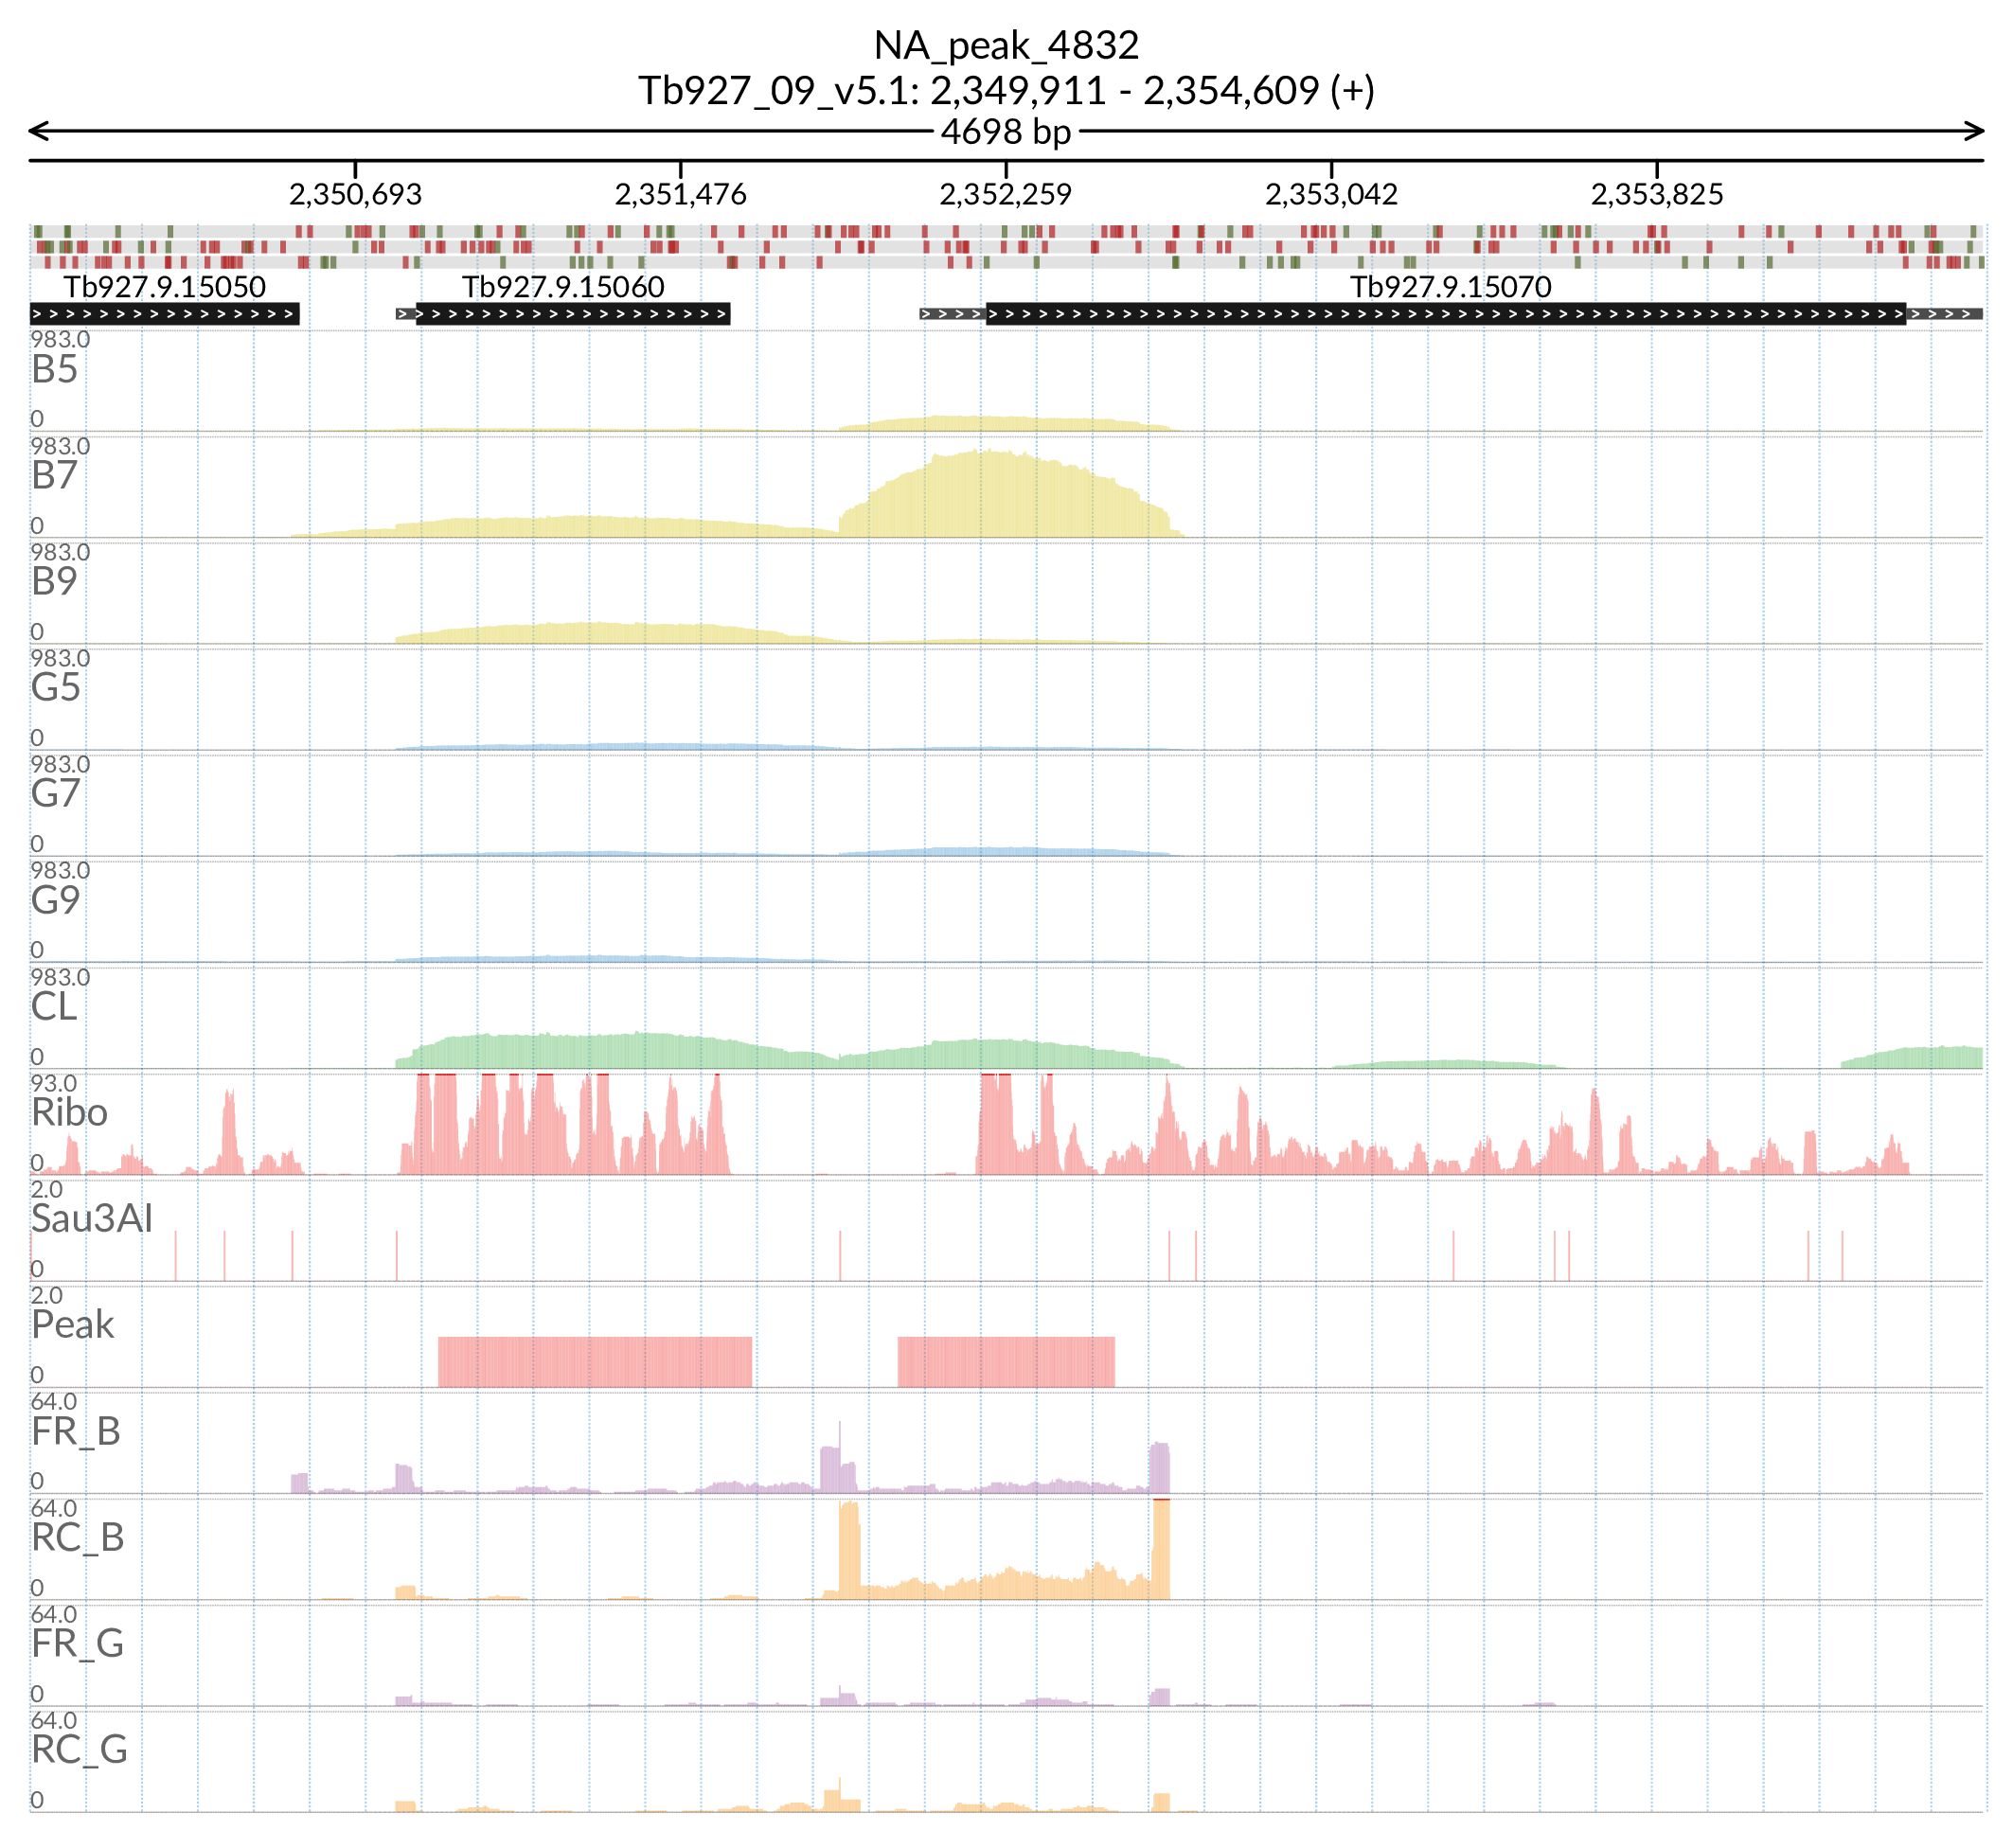 NA_peak_4832
Tb927_09_v5.1: 2,349,911 - 2,354,609 (+)
4698 bp
2,350,693 2,351,476 2,352,259 2,353,042 2,353,825
Tb927.9.15050 Tb927.9.15060 Tb927.9.15070
983.0
B5
0
983.0
B7
0
983.0
B9
0
983.0
G5
0
983.0
G7
0
983.0
G9
0
983.0
CL
0
93.0
Ribo
0
2.0
Sau3AI
0
2.0
Peak
0
64.0
FR_B
0
64.0
RC_B
0
64.0
FR_G
0
64.0
RC_G
0